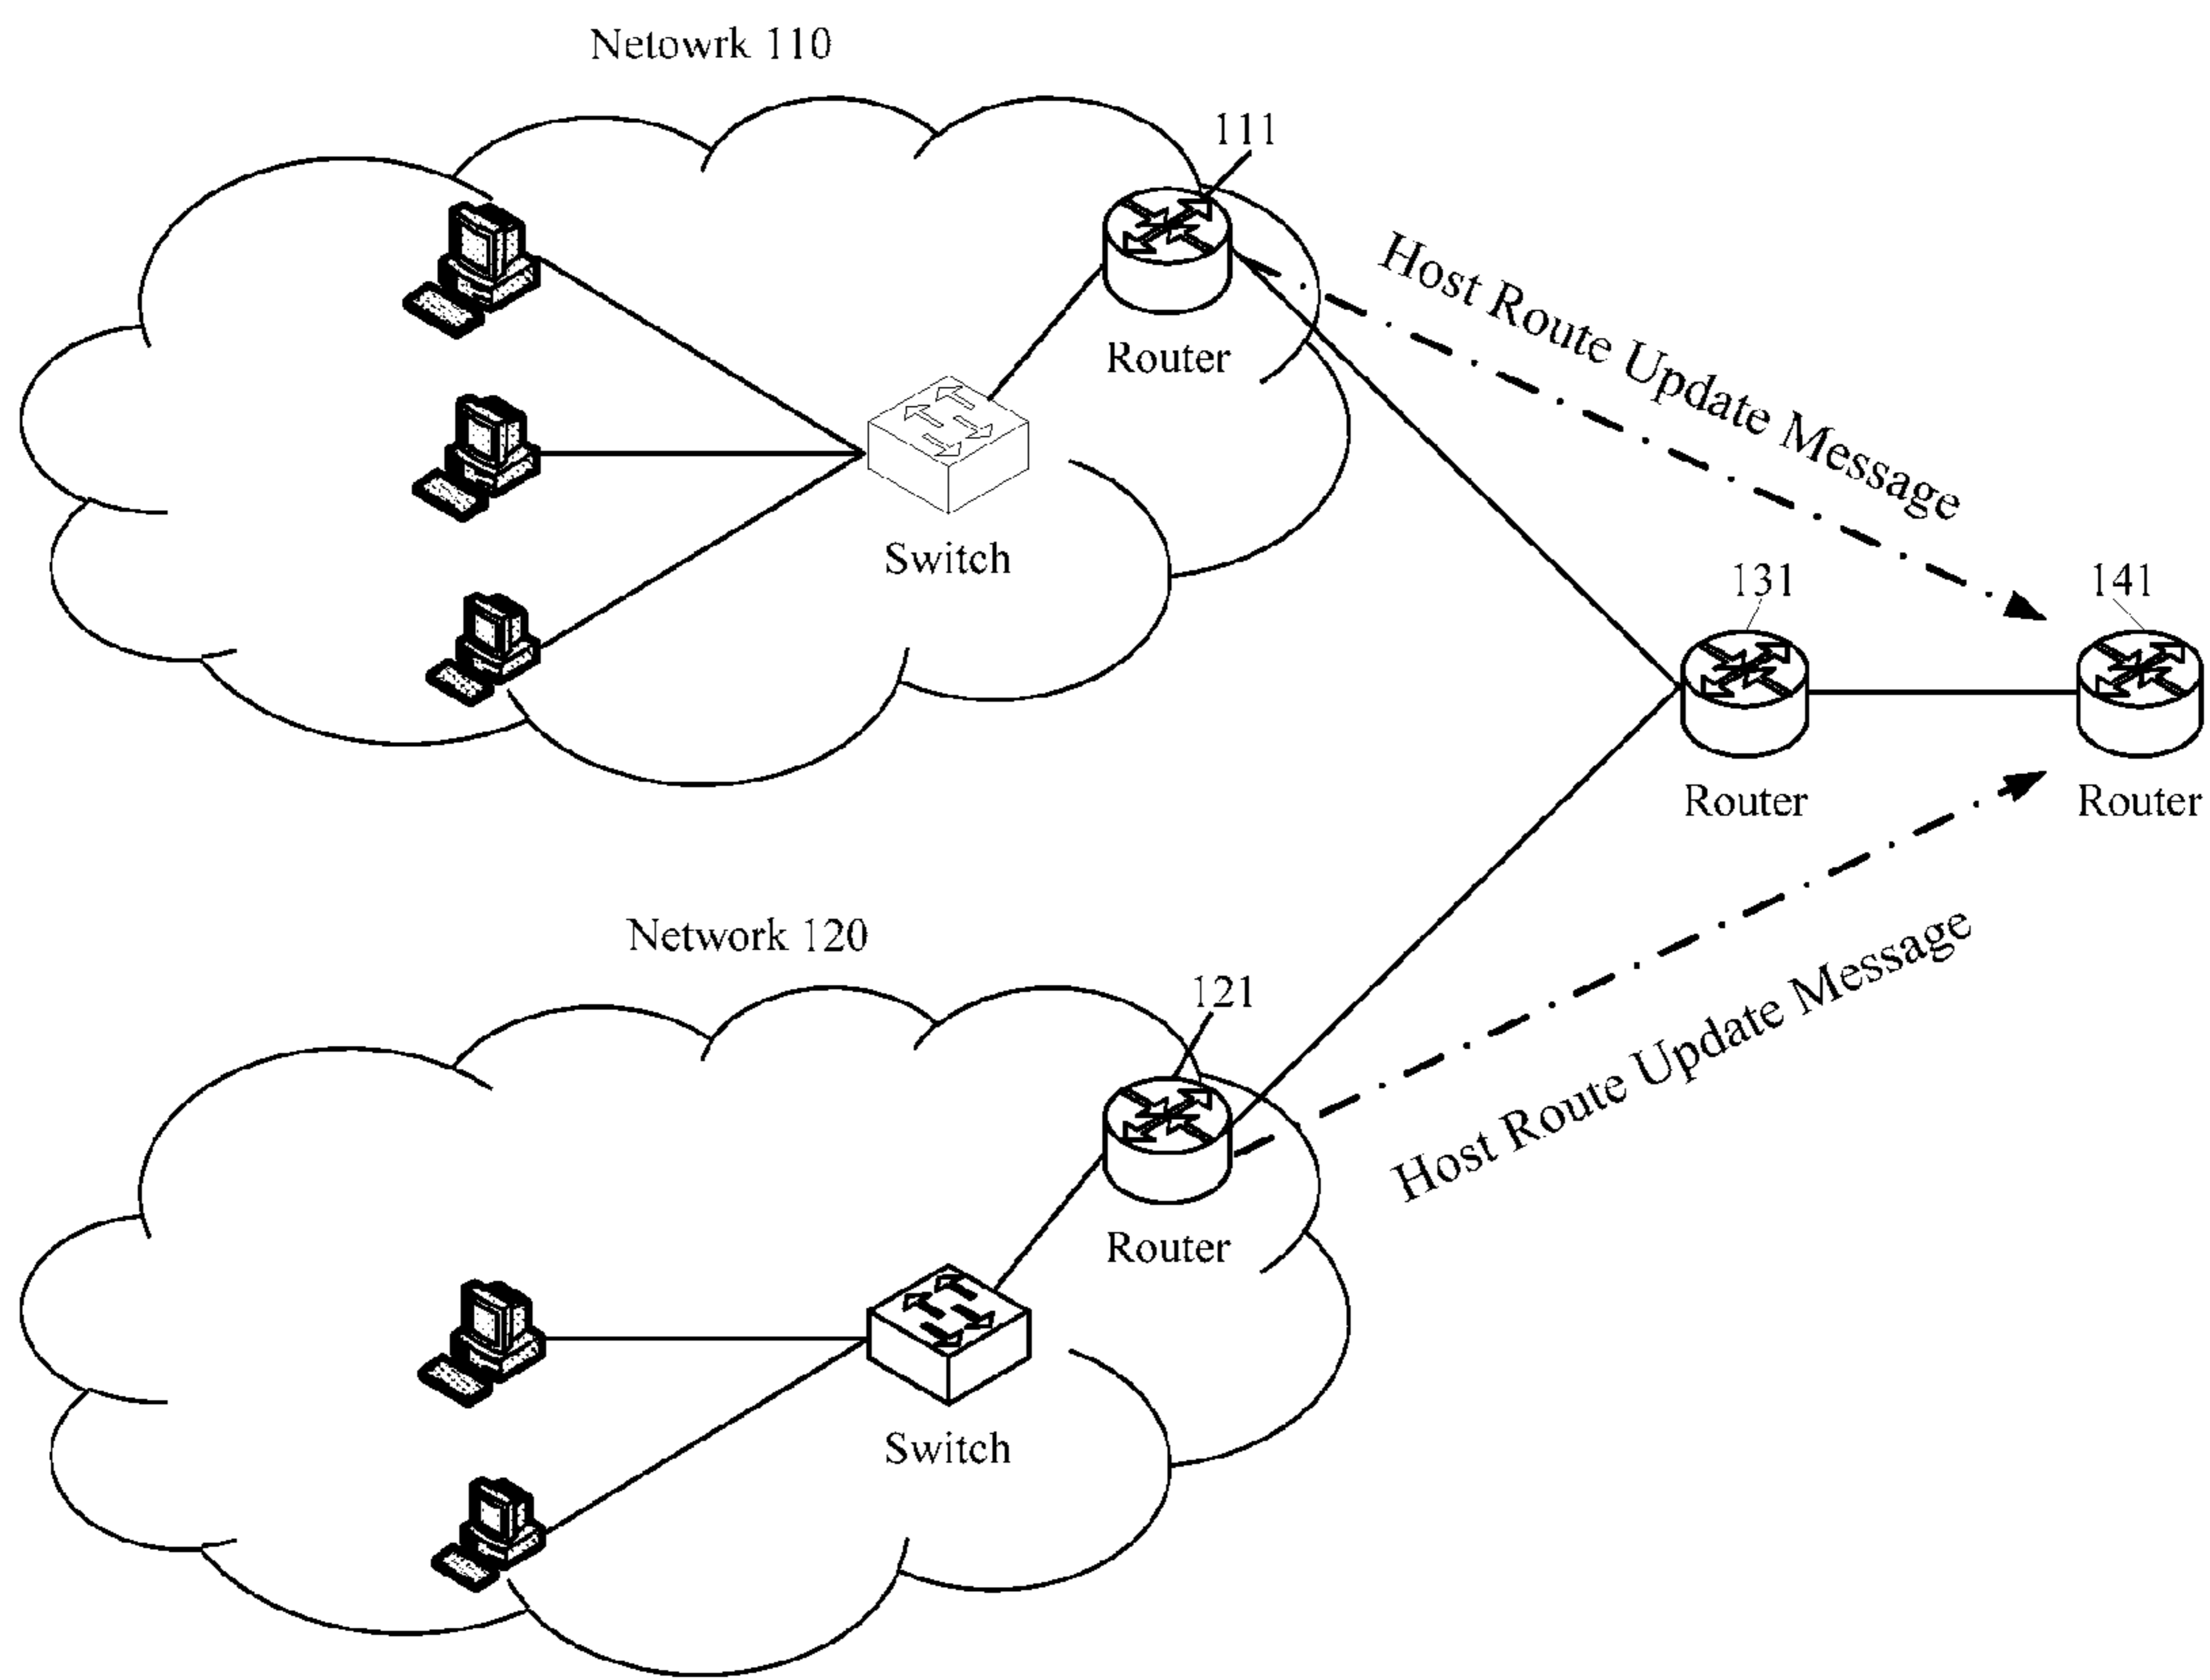 Netowrk 110
111
Router
Host Route Update Message
Switch
131
141
Router
Router
Network 120
121
Host Route Update Message
Router
Switch